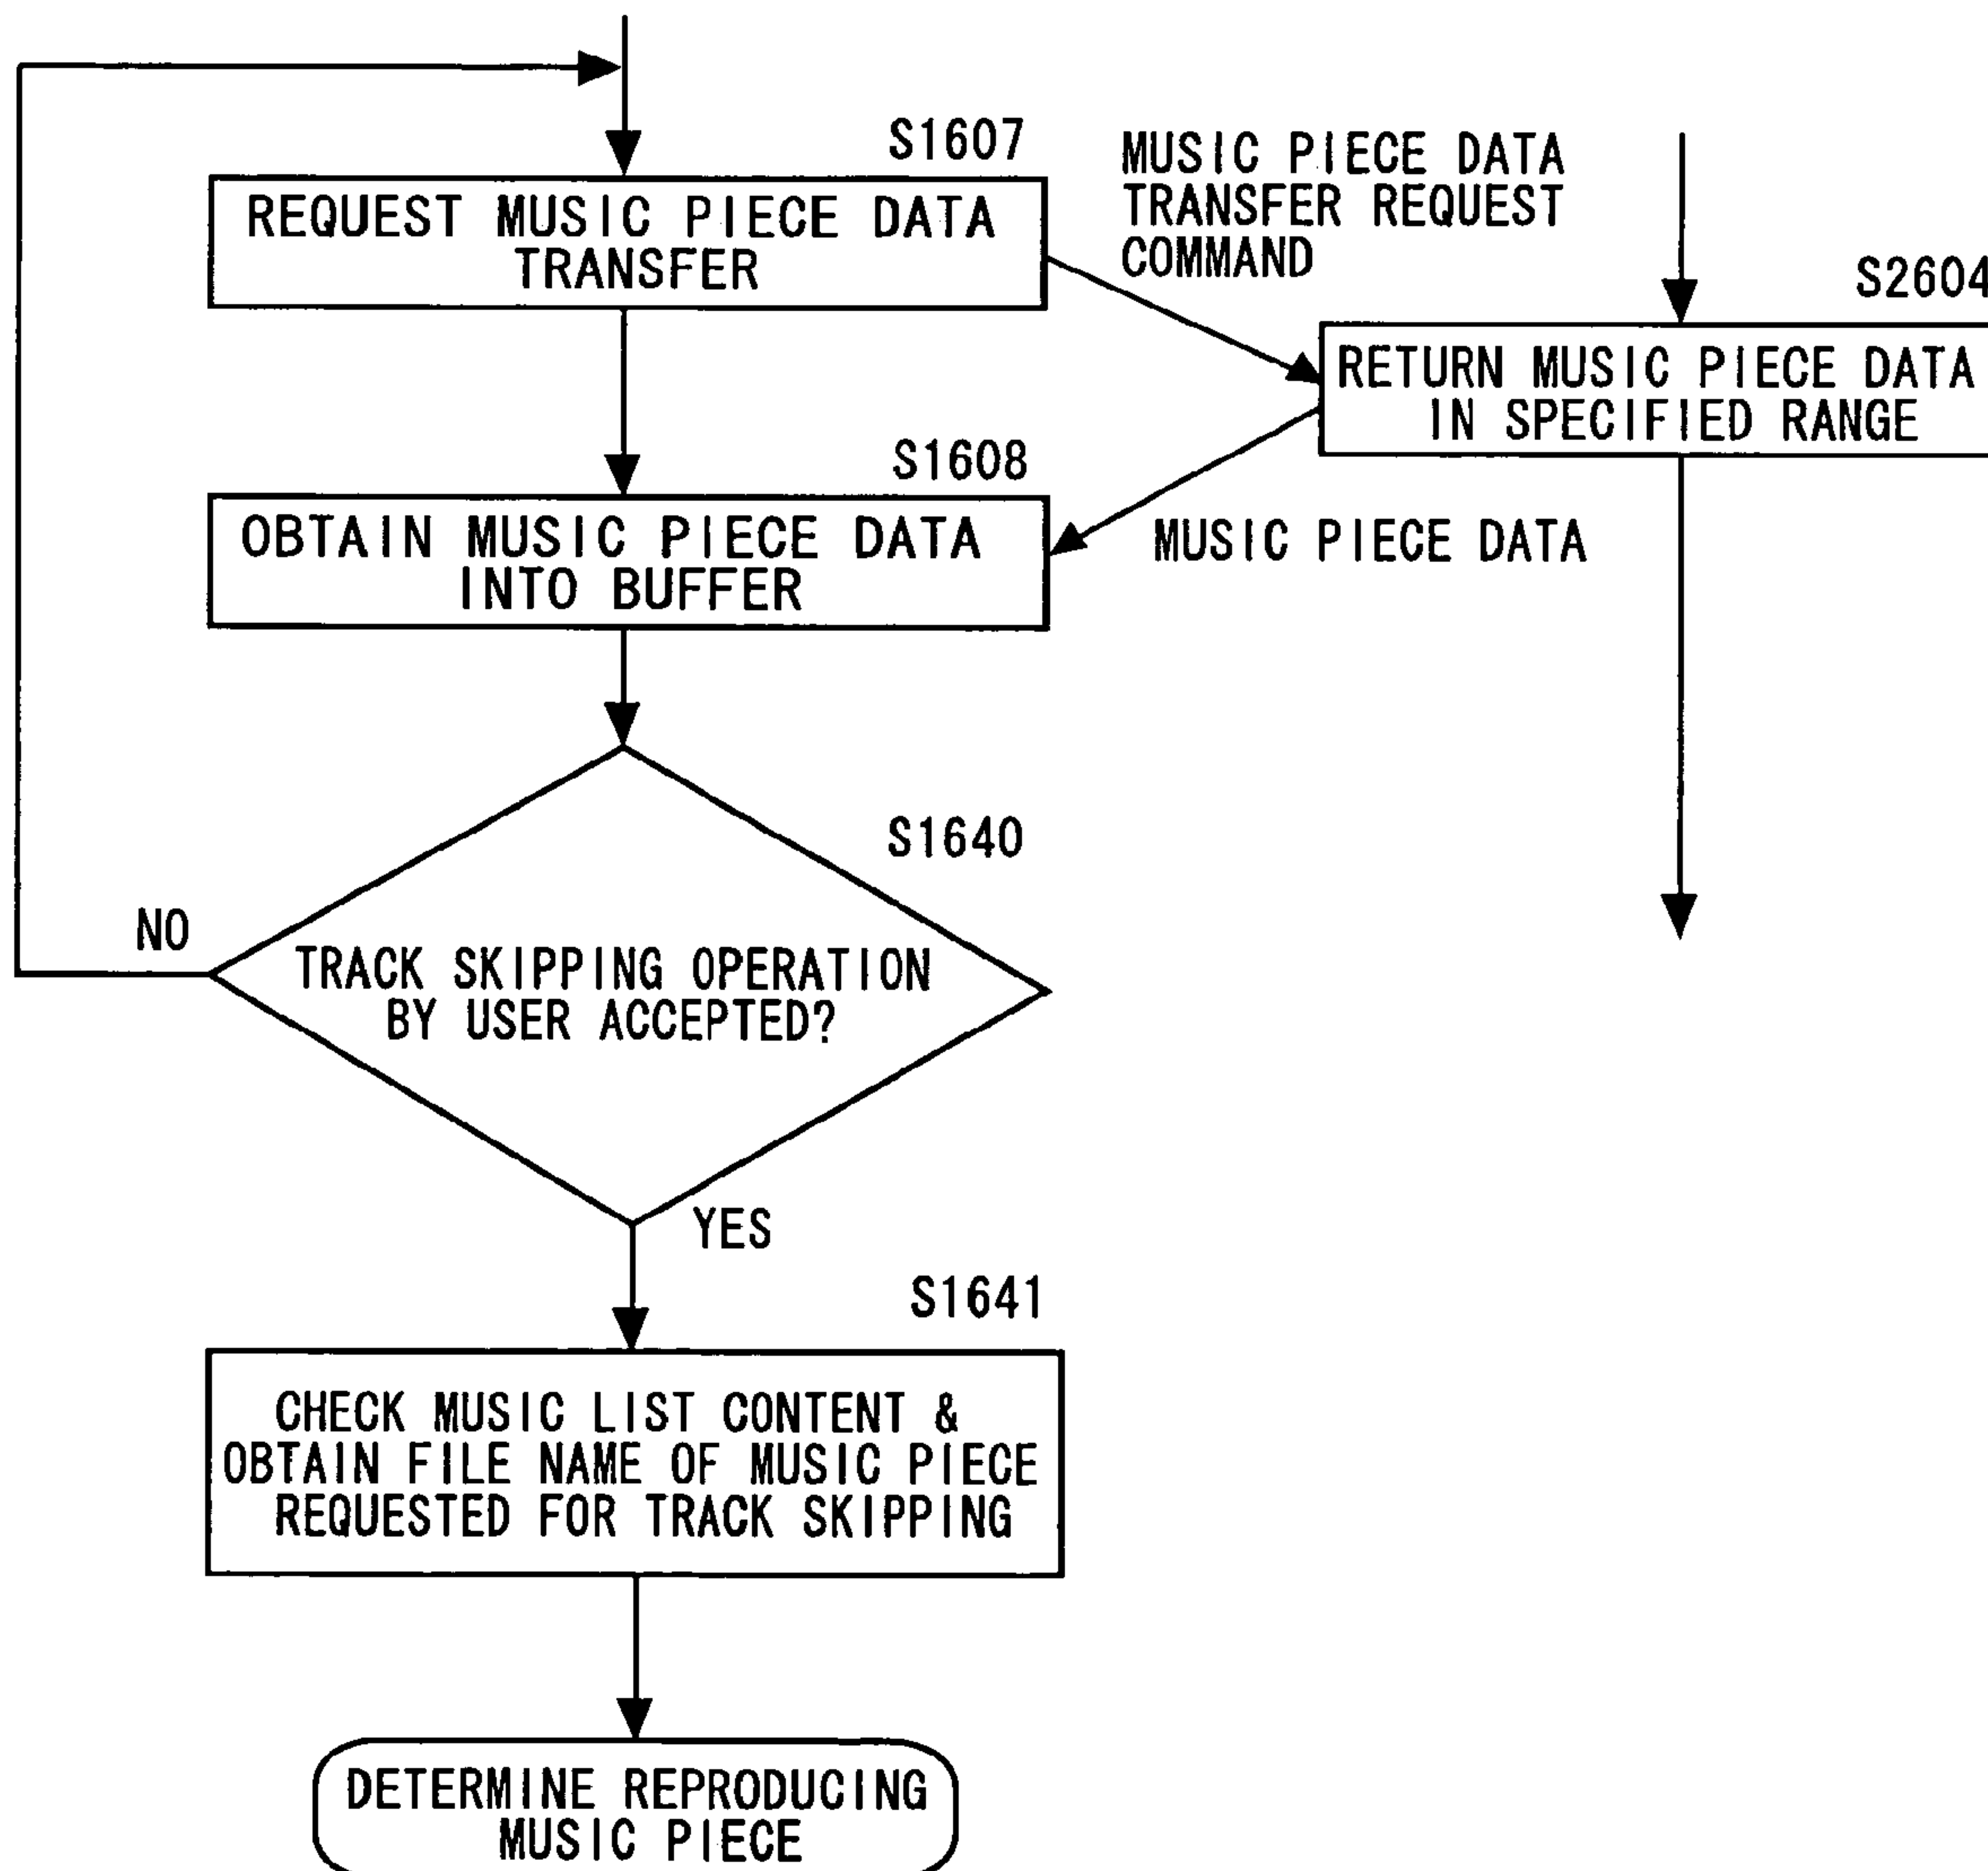 S1607
REQUEST MUSIC PIECE DATA
TRANSFER
MUSIC PIECE DATA
TRANSFER REQUEST
COMMAND
S2604
RETURN MUSIC PIECE DATA
IN SPECIFIED RANGE
S1608
OBTAIN MUSIC PIECE DATA
INTO BUFFER
MUSIC PIECE DATA
S1640
NO
TRACK SKIPPING OPERATION
BY USER ACCEPTED?
YES
S1641
CHECK MUSIC LIST CONTENT &
OBTAIN FILE NAME OF MUSIC PIECE
REQUESTED FOR TRACK SKIPPING
DETERMINE REPRODUCING
MUSIC PIECE